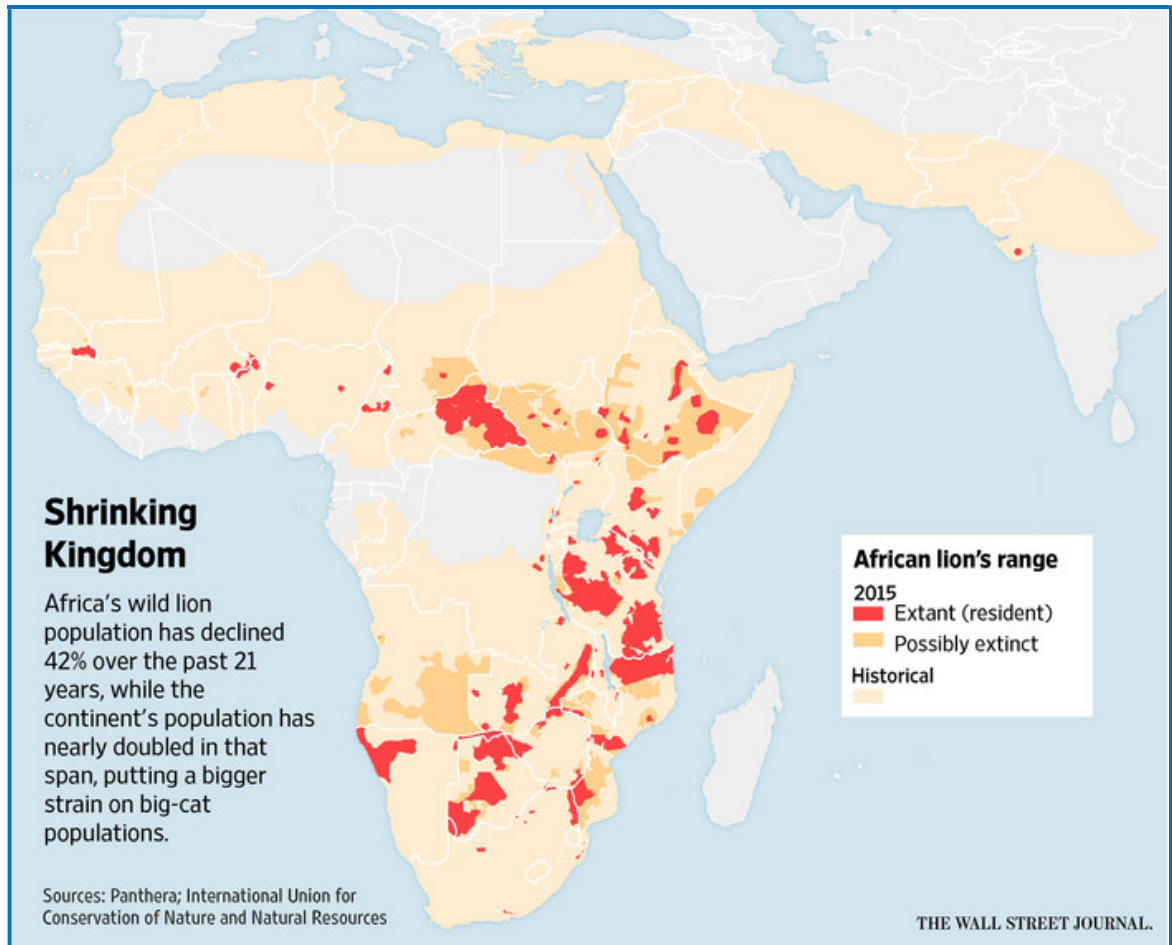 Shrinking
Kingdom
Africa's wild lion
population has declined
42% over the past 21
years, while the
continent's population has
nearly doubled in that
span, putting a bigger
strain on big-cat
populations.
Sources: Panthera; International Union for
Conservation of Nature and Natural Resources
African lion's range
2015
Extant (resident)
Possibly extinct
Historical
THE WALL STREET JOURNAL.